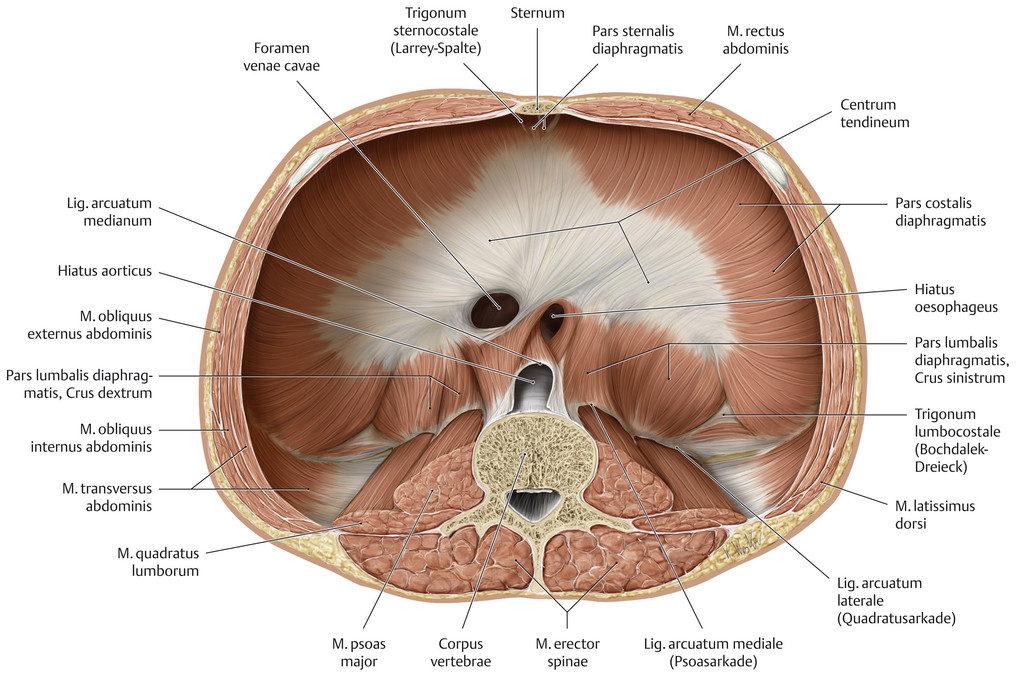 Trigonum
sternocostale
(Larrey-Spalte)
Sternum
Pars sternalis
diaphragmatis
M. rectus
abdominis
Foramen
venae cavae
Centrum
tendineum
Lig. arcuatum
medianum
Pars costalis
diaphragmatis
Hiatus aorticus
Hiatus
oesophageus
M. obliquus
externus abdominis
Pars lumbalis
diaphragmatis,
Crus sinistrum
Pars lumbalis diaphrag-
matis, Crus dextrum
Trigonum
lumbocostale
(Bochdalek-
Dreieck)
M. obliquus
internus abdominis
M. transversus
abdominis
M. latissimus
dorsi
M. quadratus
lumborum
Lig. arcuatum
laterale
(Quadratusarkade)
M. psoas
major
Corpus
vertebrae
M. erector
spinae
Lig. arcuatum mediale
(Psoasarkade)